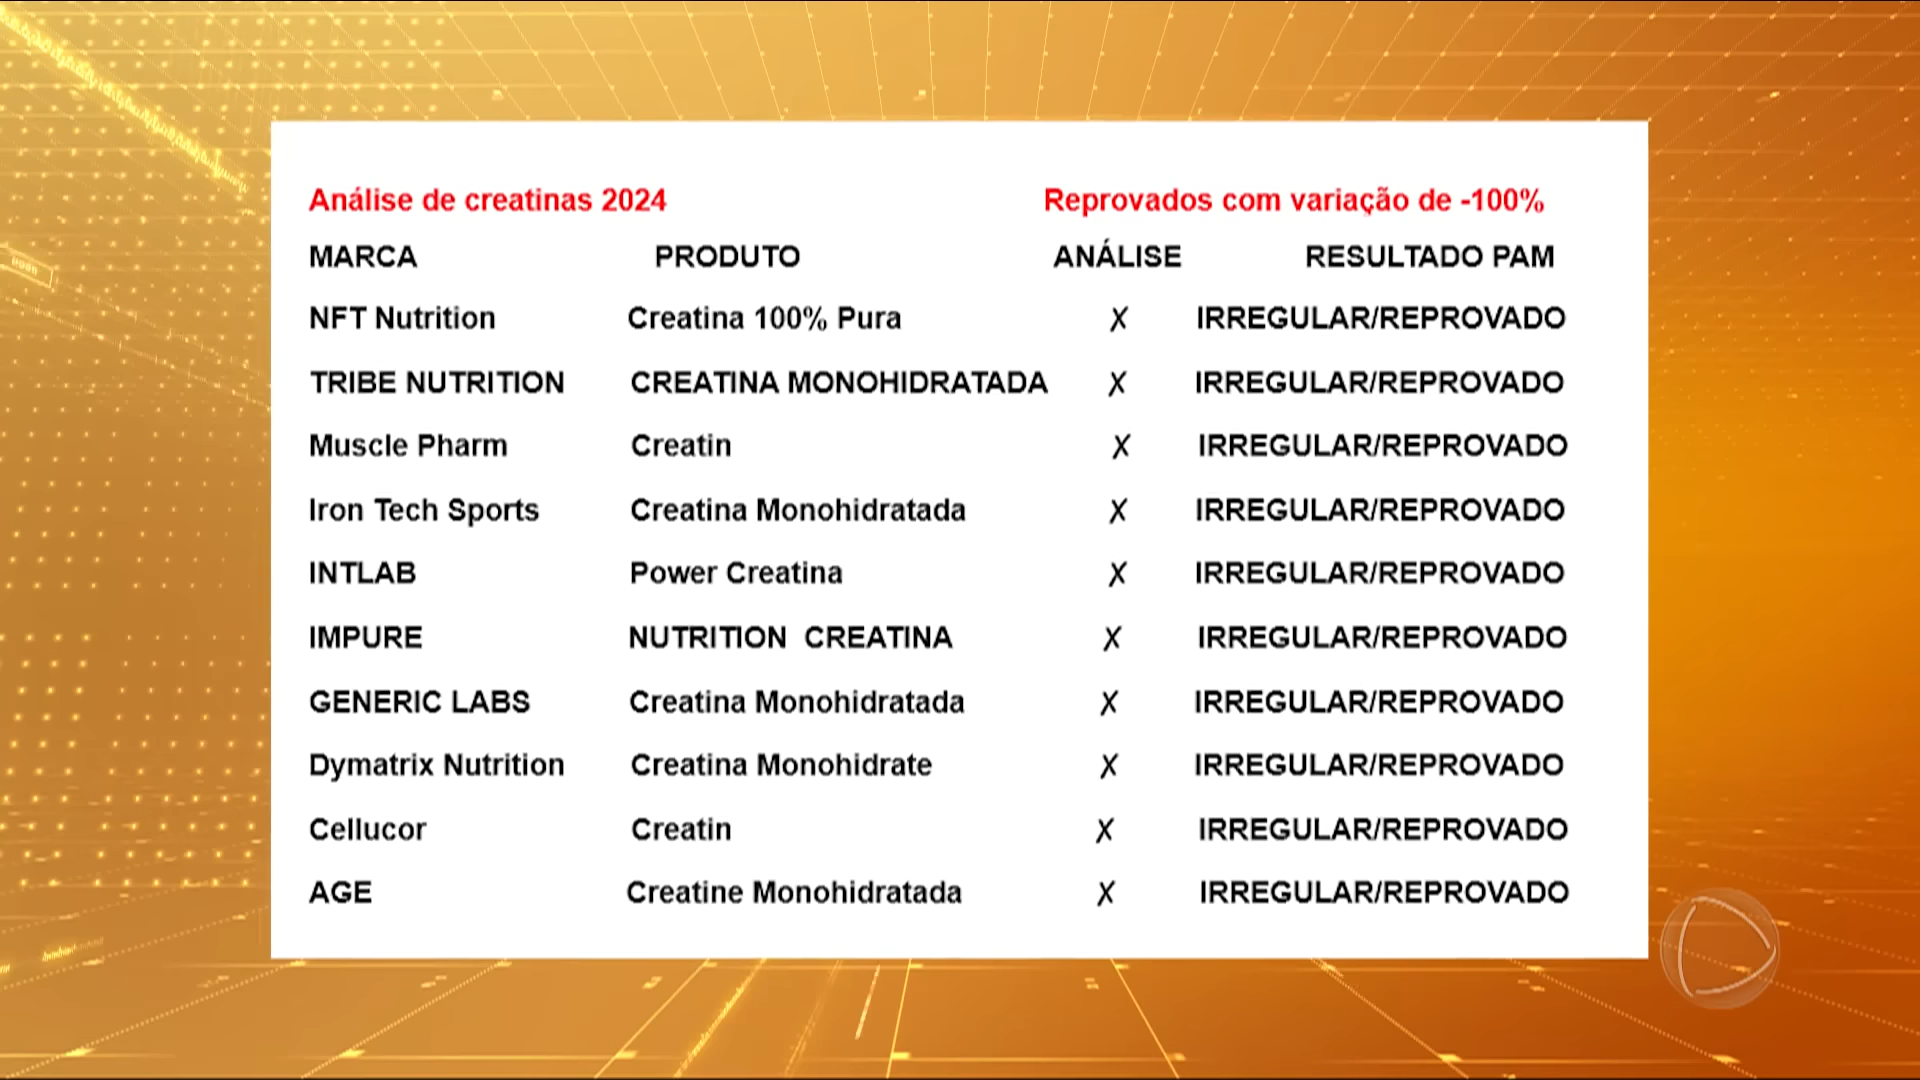 Análise de creatinas 2024 Reprovados com variação de -100%
MARCA PRODUTO ANÁLISE RESULTADO PAM
NFT Nutrition Creatina 100% Pura ✗ IRREGULAR/REPROVADO
TRIBE NUTRITION CREATINA MONOHIDRATADA ✗ IRREGULAR/REPROVADO
Muscle Pharm Creatin ✗ IRREGULAR/REPROVADO
Iron Tech Sports Creatina Monohidratada ✗ IRREGULAR/REPROVADO
INTLAB Power Creatina ✗ IRREGULAR/REPROVADO
IMPURE NUTRITION CREATINA ✗ IRREGULAR/REPROVADO
GENERIC LABS Creatina Monohidratada ✗ IRREGULAR/REPROVADO
Dymatrix Nutrition Creatina Monohidrate ✗ IRREGULAR/REPROVADO
Cellucor Creatin ✗ IRREGULAR/REPROVADO
AGE Creatine Monohidratada ✗ IRREGULAR/REPROVADO